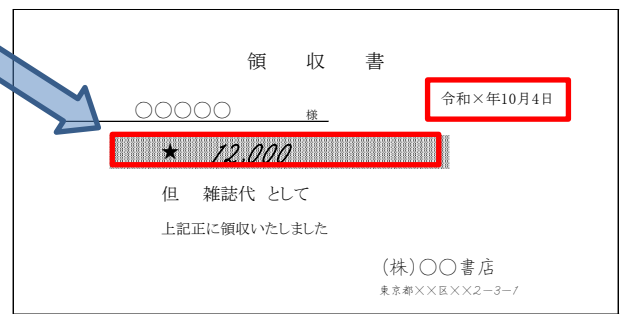 領 収 書
令和×年10月4日
○○○○○ 様
★ 12,000
但 雑誌代 として
上記正に領収いたしました
(株)○○書店
東京都××区××2-3-1